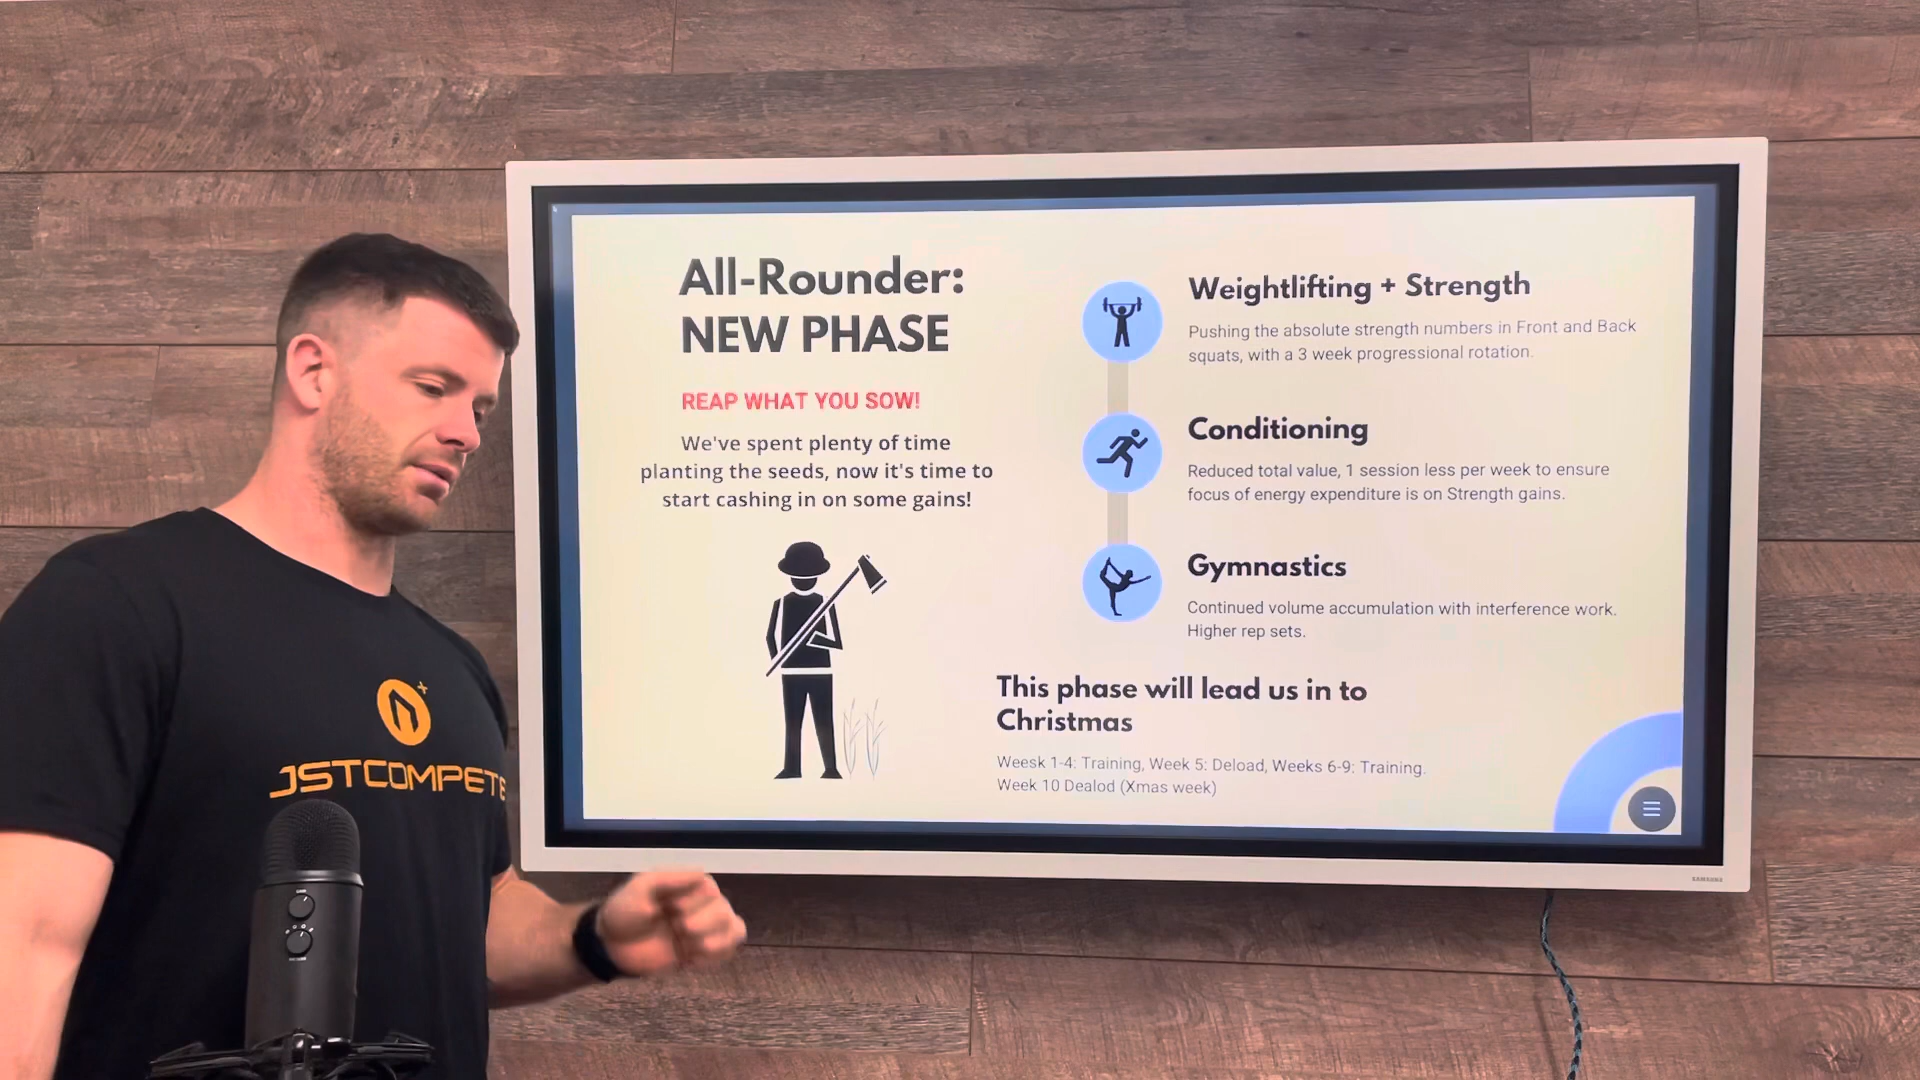 All-Rounder:
NEW PHASE
REAP WHAT YOU SOW!
We've spent plenty of time
planting the seeds, now it's time to
start cashing in on some gains!
Weightlifting + Strength
Pushing the absolute strength numbers in Front and Back
squats, with a 3 week progressional rotation.
Conditioning
Reduced total value, 1 session less per week to ensure
focus of energy expenditure is on Strength gains.
Gymnastics
Continued volume accumulation with interference work.
Higher rep sets.
This phase will lead us in to
Christmas
Weesk 1-4: Training, Week 5: Deload, Weeks 6-9: Training.
Week 10 Dealod (Xmas week)
SAMSUNG
JSTCOMPETE